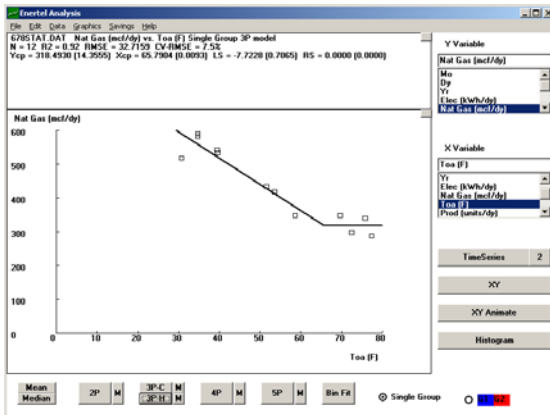 Enertel Analysis
File Edit Data Graphics Savings Help
678STAT.DAT Nat Gas (mcf/dy) vs. Toa (F) Single Group 3P model
N = 12 R2 = 0.92 RMSE = 32.7159 CV-RMSE = 7.5%
Ycp = 318.4930 (14.3555) Xcp = 65.7904 (0.0093) LS = -7.7228 (0.7065) RS = 0.0000 (0.0000)
Y Variable
Nat Gas (mcf/dy)
Mo
Dy
Yr
Elec (kWh/dy)
Nat Gas (mcf/dy)
Nat Gas (mcf/dy)
600
500
400
300
200
100
0
0 10 20 30 40 50 60 70 80
Toa (F)
X Variable
Toa (F)
Yr
Elec (kWh/dy)
Nat Gas (mcf/dy)
Toa (F)
Prod (units/dy)
TimeSeries 2
XY
XY Animate
Histogram
Mean
Median
2P M
3P-C M
3P-H M
4P M
5P M
Bin Fit
Single Group
G1 G2